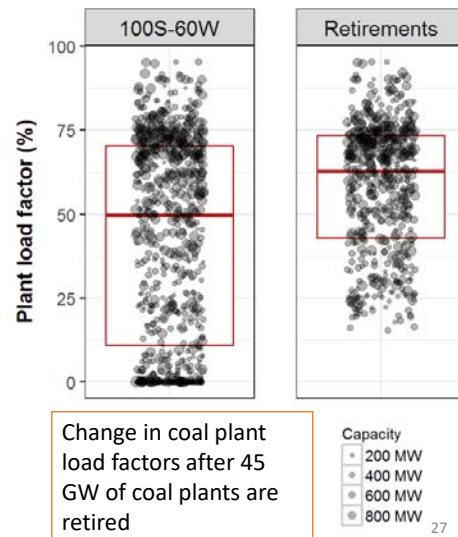 100S-60W
Retirements
Plant load factor (%)
100
75
50
25
0
Change in coal plant
load factors after 45
GW of coal plants are
retired
Capacity
200 MW
400 MW
600 MW
800 MW
27